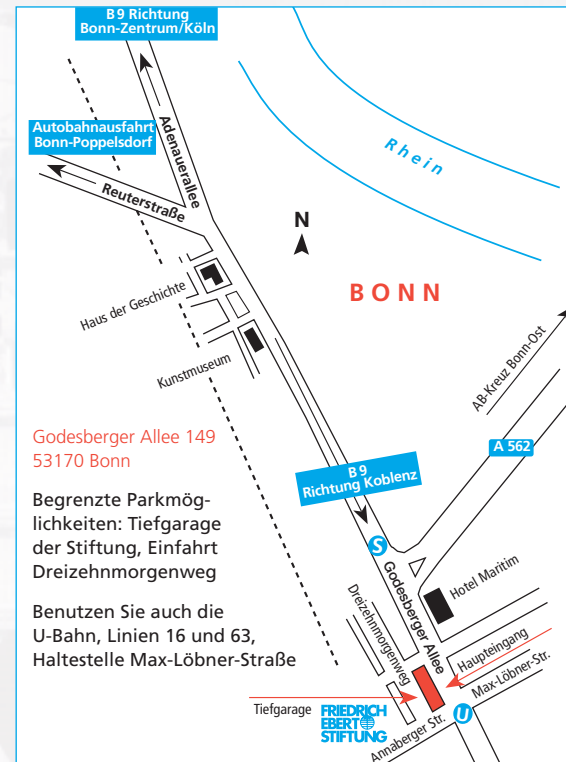 B 9 Richtung
Bonn-Zentrum/Köln
Autobahnausfahrt
Bonn-Poppelsdorf
Adenauerallee
Reuterstraße
Rhein
N
BONN
Haus der Geschichte
Kunstmuseum
AB-Kreuz Bonn-Ost
A 562
B 9
Richtung Koblenz
Godesberger Allee 149
53170 Bonn
Begrenzte Parkmög-
lichkeiten: Tiefgarage
der Stiftung, Einfahrt
Dreizehnmorgenweg
Benutzen Sie auch die
U-Bahn, Linien 16 und 63,
Haltestelle Max-Löbner-Straße
S
Godesberger Allee
Hotel Maritim
Dreizehnmorgenweg
Haupteingang
Max-Löbner-Str.
Tiefgarage
FRIEDRICH
EBERT
STIFTUNG
Annaberger Str.
U